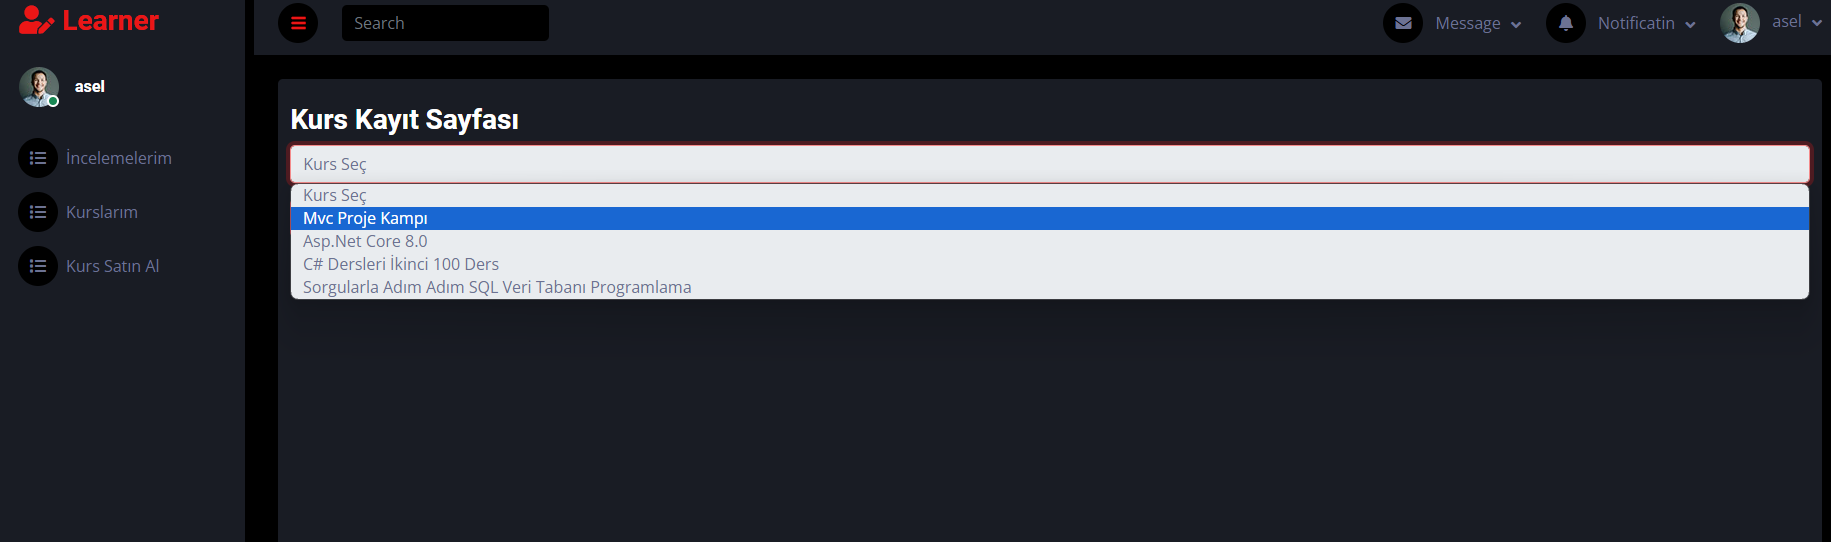 Learner
Search
Message
Notificatin
asel
asel
İncelemelerim
Kurslarım
Kurs Satın Al
Kurs Kayıt Sayfası
Kurs Seç
Kurs Seç
Mvc Proje Kampı
Asp.Net Core 8.0
C# Dersleri İkinci 100 Ders
Sorgularla Adım Adım SQL Veri Tabanı Programlama